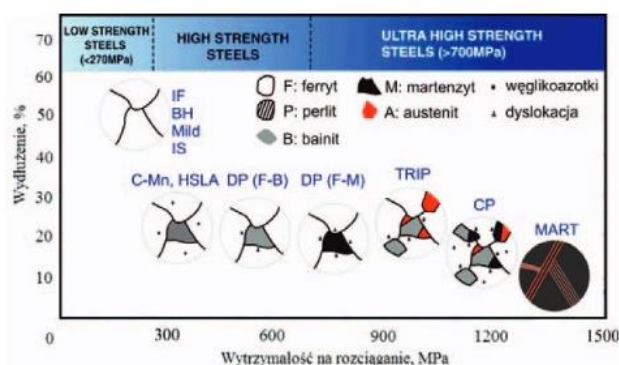 LOW STRENGTH
STEELS
(<270MPa)
HIGH STRENGTH
STEELS
ULTRA HIGH STRENGTH
STEELS (>700MPa)
70
60
50
40
30
20
10
0
Wydłużenie, %
IF
BH
Mild
IS
F: ferryt
P: perlit
B: bainit
M: martenzyt
A: austenit
węglikoazotki
dyslokacja
C-Mn, HSLA
DP (F-B)
DP (F-M)
TRIP
CP
MART
300
600
900
1200
1500
Wytrzymałość na rozciąganie, MPa